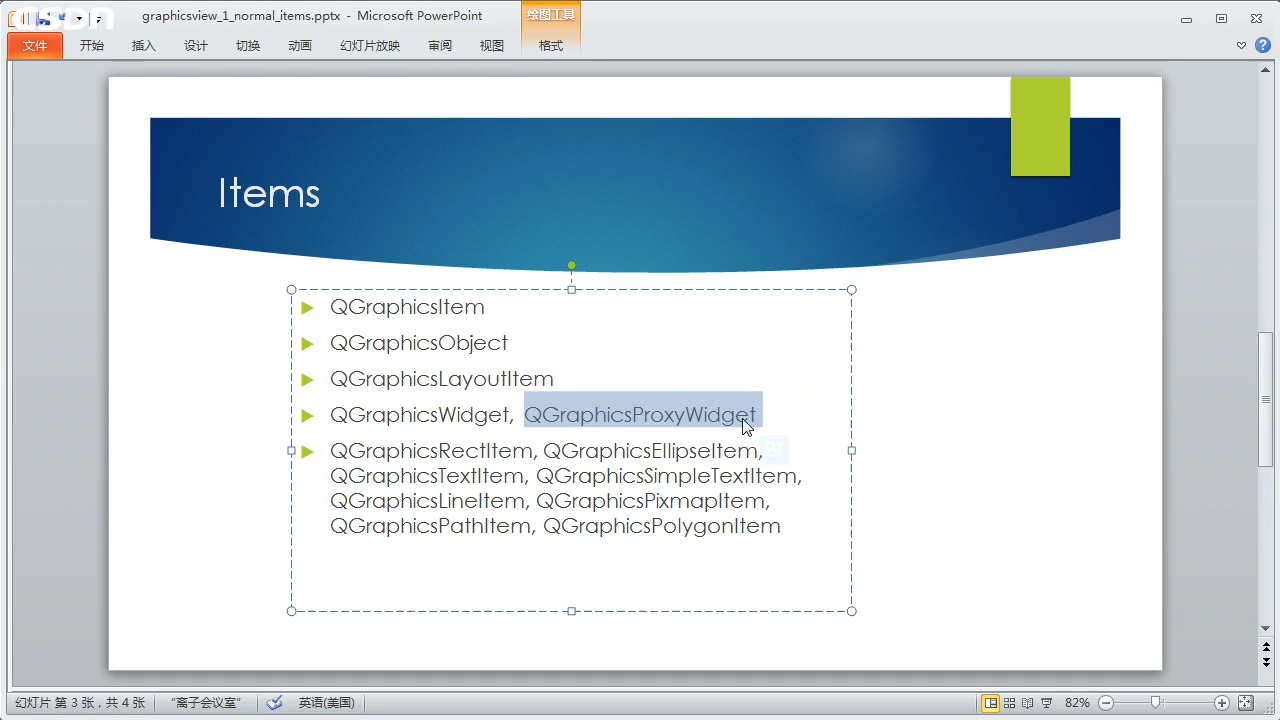 CSDN
graphicsview_1_normal_items.pptx - Microsoft PowerPoint
绘图工具
文件 开始 插入 设计 切换 动画 幻灯片放映 审阅 视图 格式
Items
QGraphicsItem
QGraphicsObject
QGraphicsLayoutItem
QGraphicsWidget, QGraphicsProxyWidget
QGraphicsRectItem, QGraphicsEllipseItem,
QGraphicsTextItem, QGraphicsSimpleTextItem,
QGraphicsLineItem, QGraphicsPixmapItem,
QGraphicsPathItem, QGraphicsPolygonItem
幻灯片 第 3 张，共 4 张 “离子会议室” 英语(美国) 82%